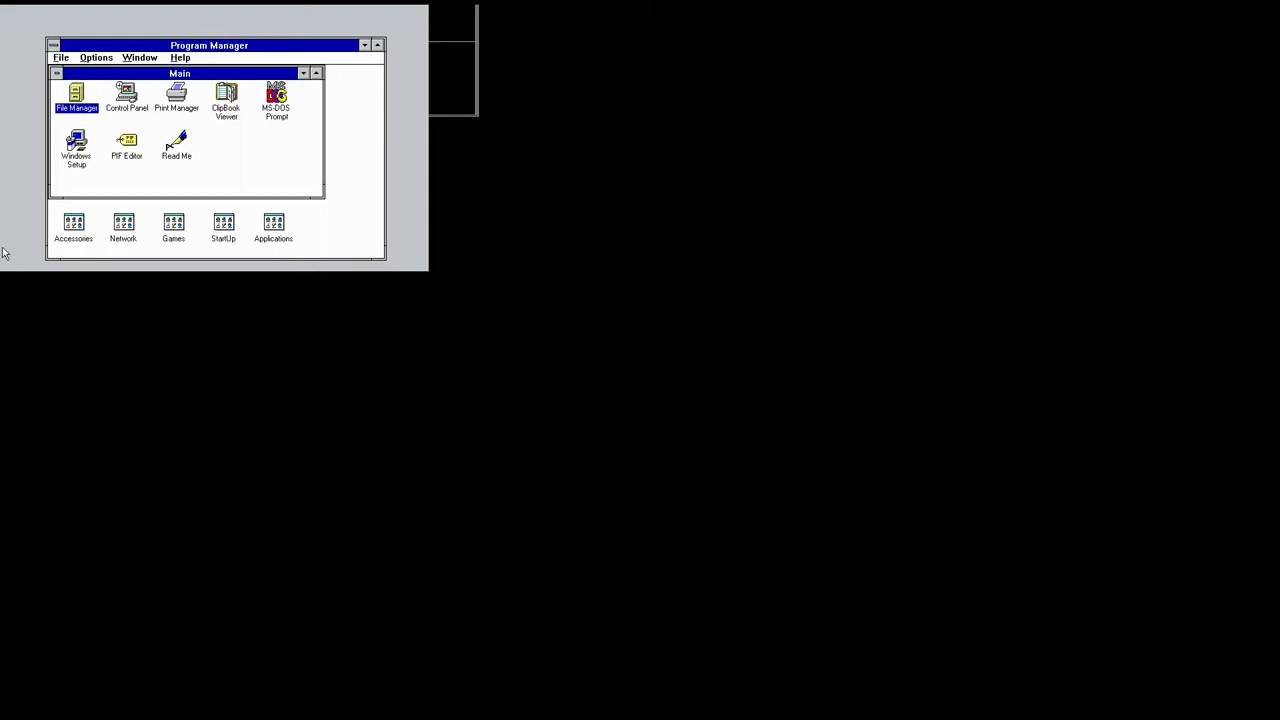 Program Manager
File Options Window Help
Main
File Manager Control Panel Print Manager ClipBook Viewer MS-DOS Prompt
Windows Setup PIF Editor Read Me
Accessories Network Games StartUp Applications